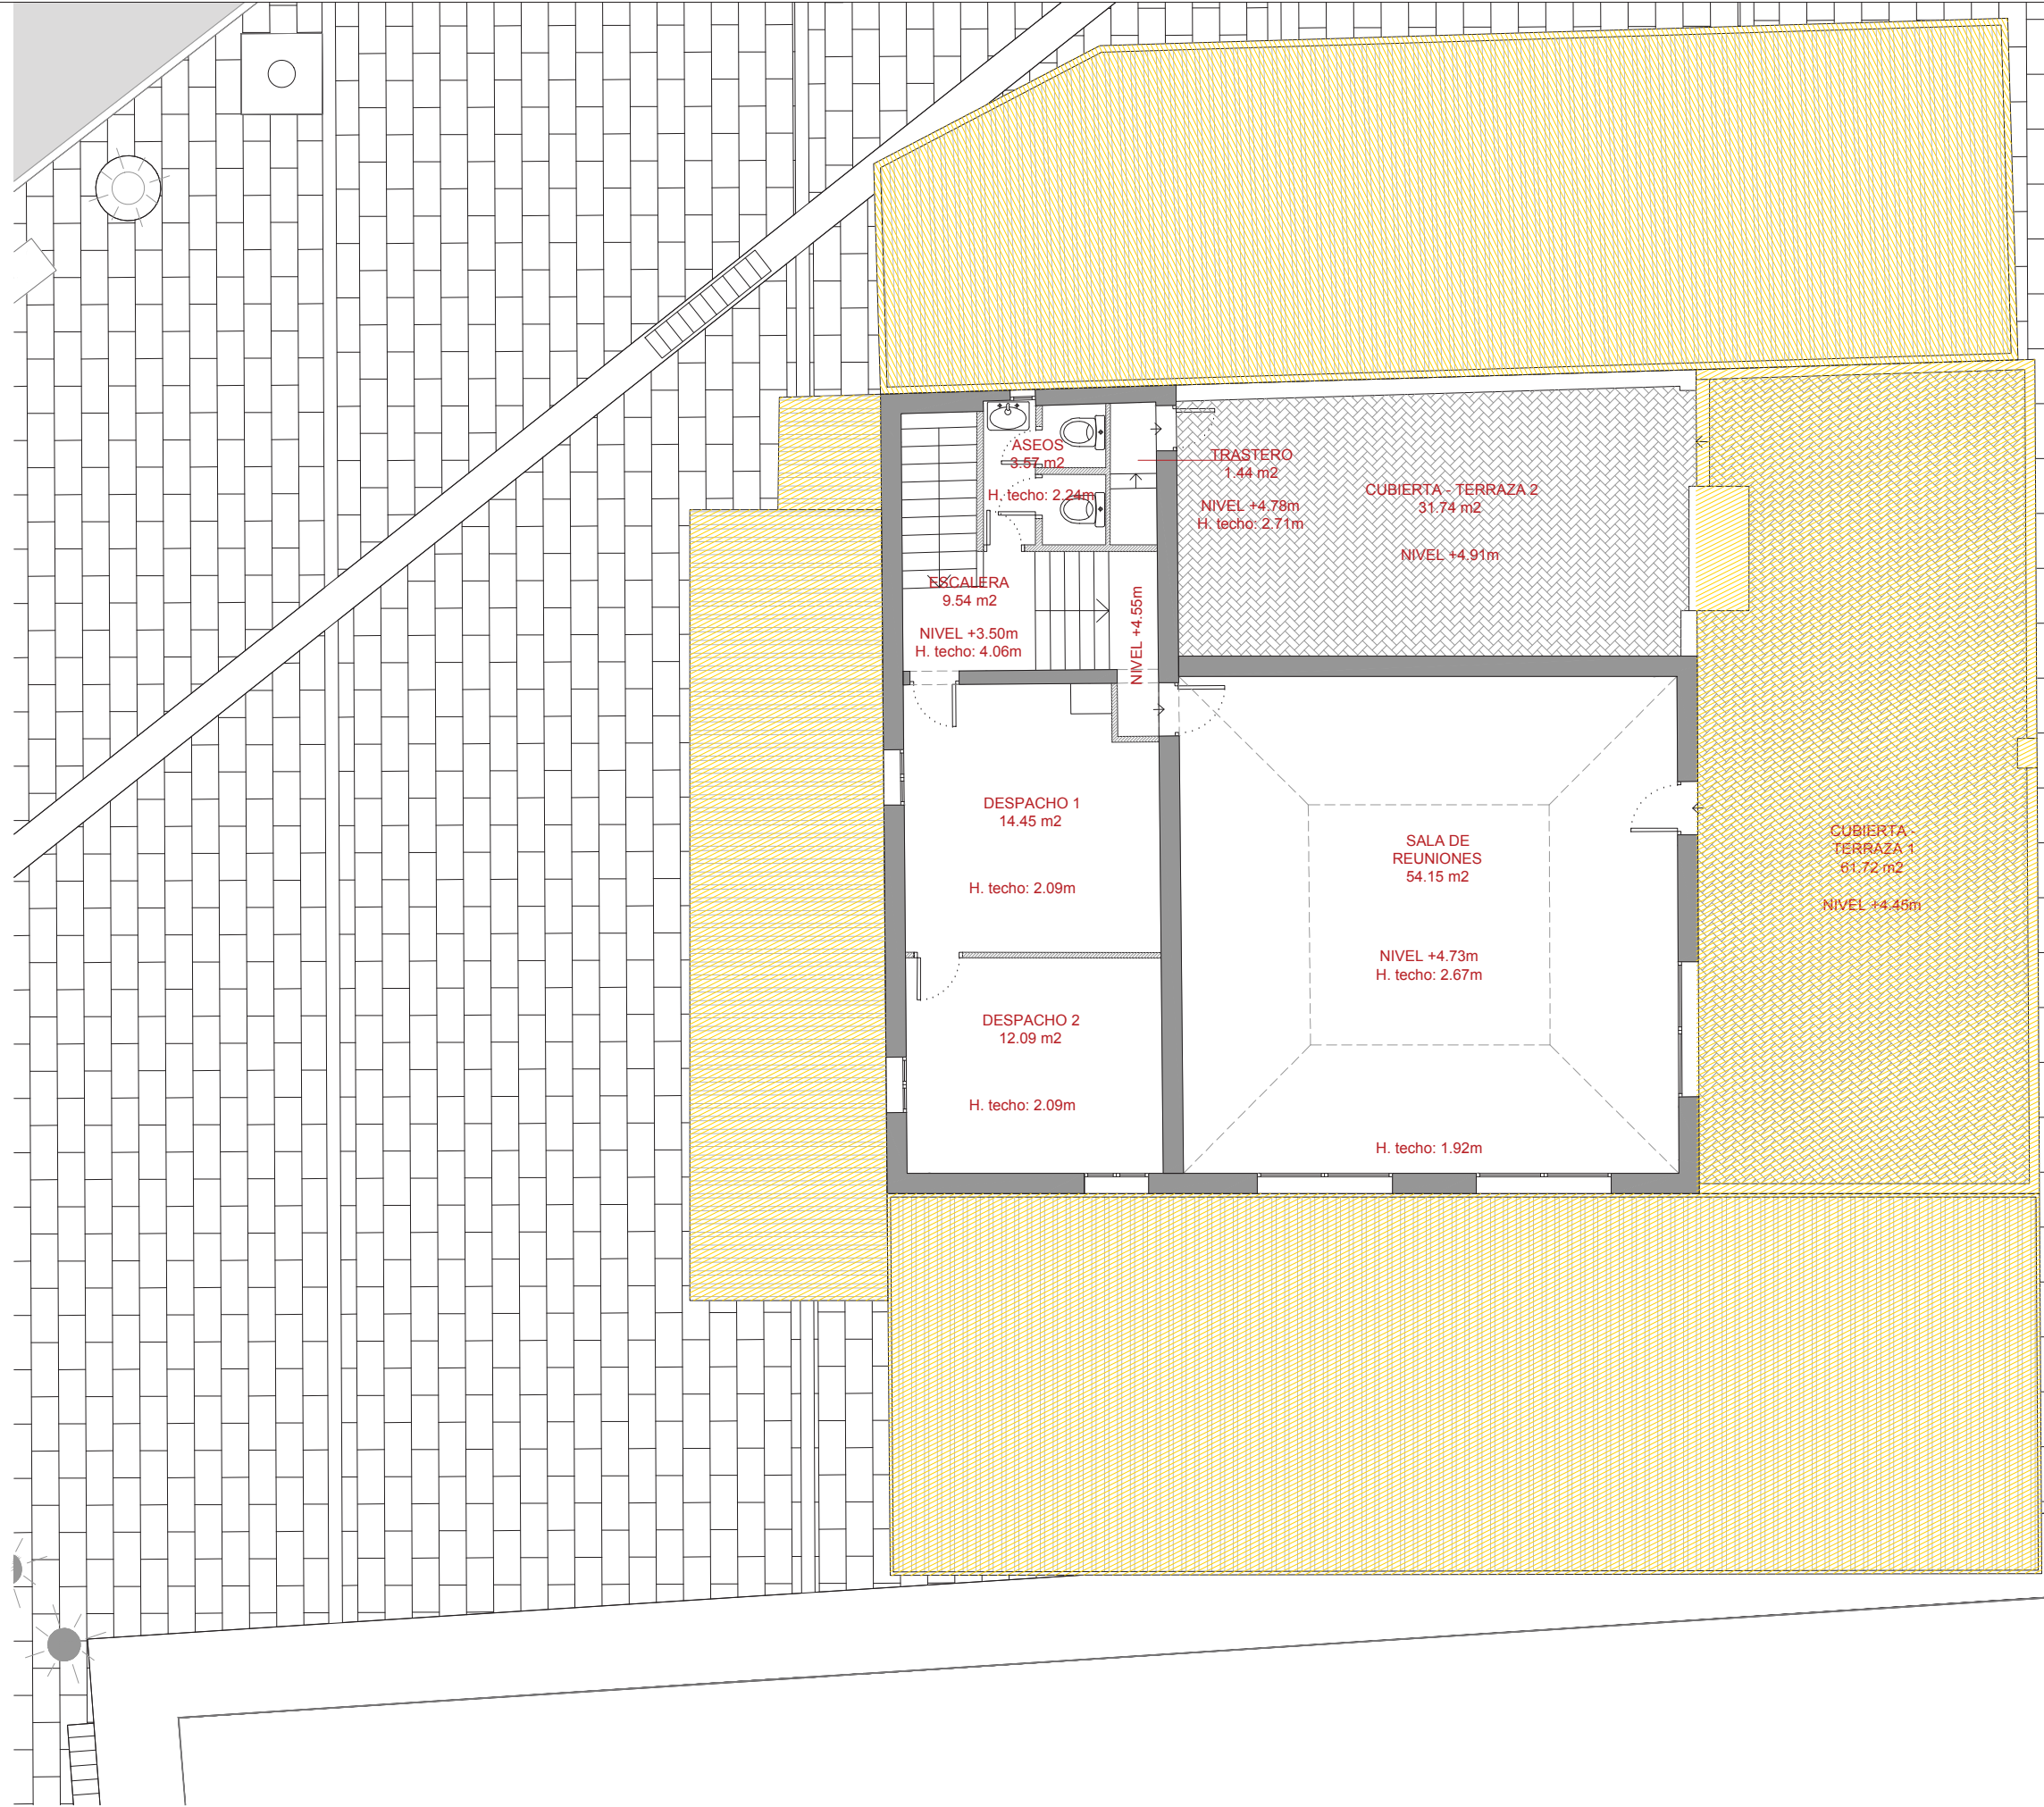 ASEOS
3.57 m2
H. techo: 2.24m
TRASTERO
1.44 m2
NIVEL +4.78m
H. techo: 2.71m
CUBIERTA - TERRAZA 2
31.74 m2
NIVEL +4.91m
ESCALERA
9.54 m2
NIVEL +3.50m
H. techo: 4.06m
NIVEL +4.55m
DESPACHO 1
14.45 m2
H. techo: 2.09m
SALA DE
REUNIONES
54.15 m2
NIVEL +4.73m
H. techo: 2.67m
H. techo: 1.92m
CUBIERTA -
TERRAZA 1
61.72 m2
NIVEL +4.45m
DESPACHO 2
12.09 m2
H. techo: 2.09m